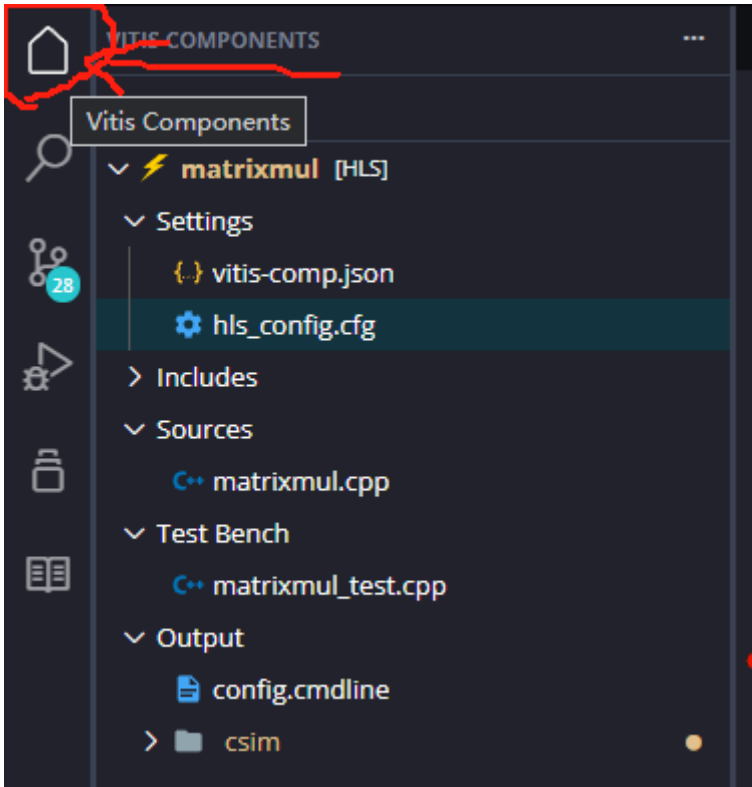 VITIS COMPONENTS ...
Vitis Components
matrixmul [HLS]
Settings
{..} vitis-comp.json
28
hls_config.cfg
Includes
Sources
C++ matrixmul.cpp
Test Bench
C++ matrixmul_test.cpp
Output
config.cmdline
csim